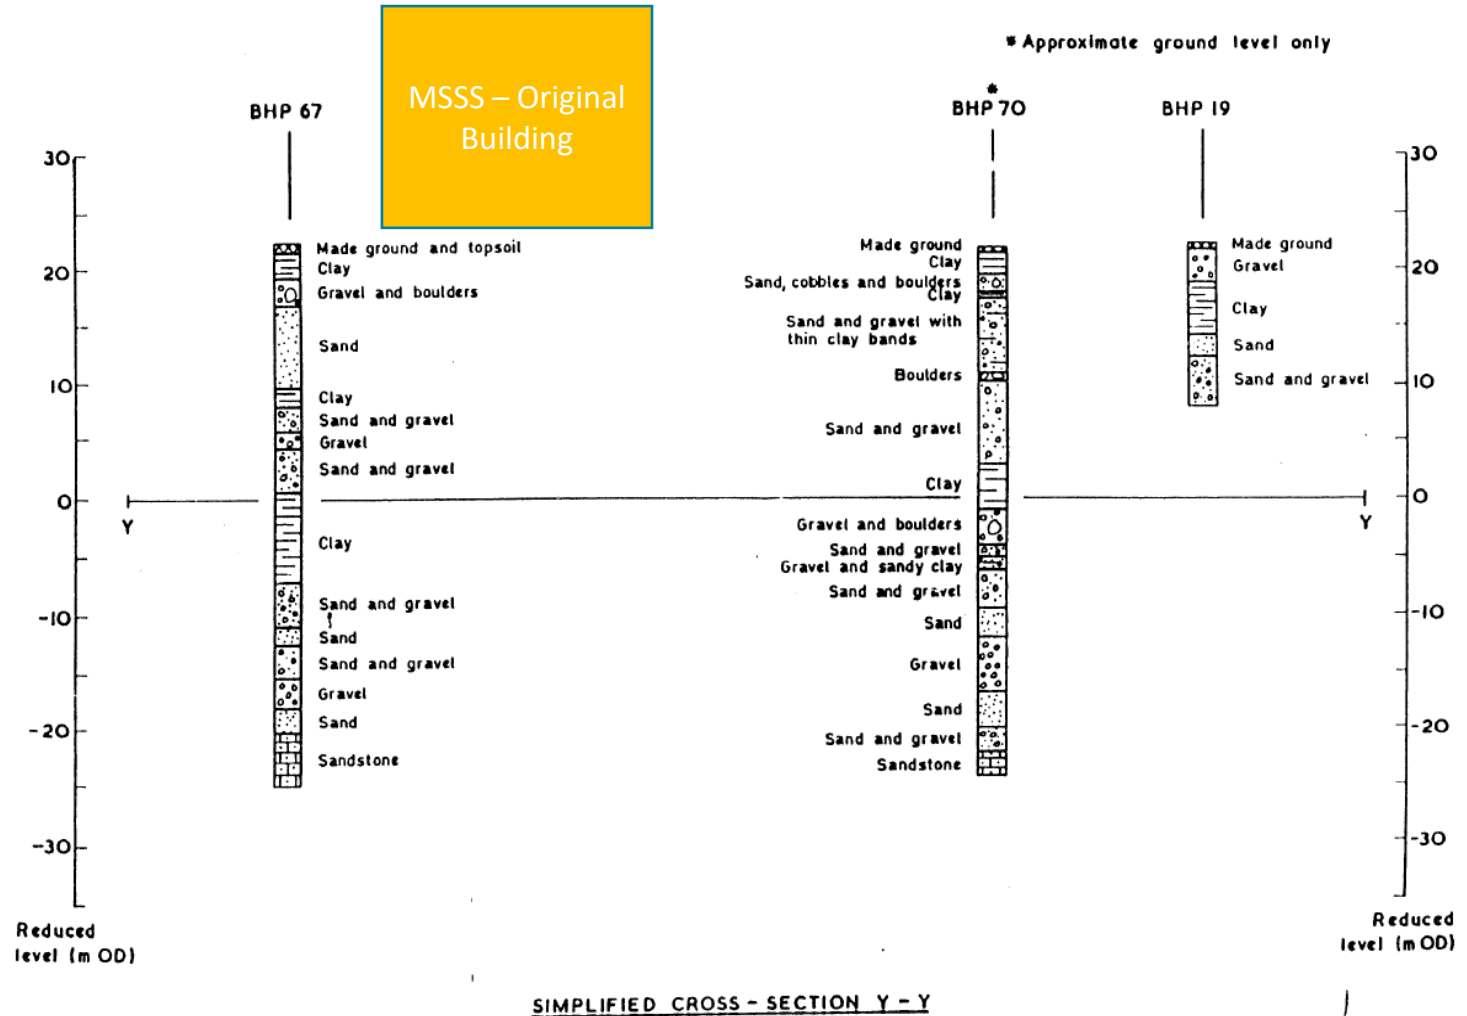 * Approximate ground level only
MSSS – Original
Building
*
BHP 67
BHP 70
BHP 19
30
20
10
0
-10
-20
-30
Reduced
level (m OD)
Y
Made ground and topsoil
Clay
Gravel and boulders
Sand
Clay
Sand and gravel
Gravel
Sand and gravel
Clay
Sand and gravel
Sand
Sand and gravel
Gravel
Sand
Sandstone
Made ground
Clay
Sand, cobbles and boulders
Clay
Sand and gravel with
thin clay bands
Boulders
Sand and gravel
Clay
Gravel and boulders
Sand and gravel
Gravel and sandy clay
Sand and gravel
Sand
Gravel
Sand
Sand and gravel
Sandstone
Made ground
Gravel
Clay
Sand
Sand and gravel
30
20
10
0
-10
-20
-30
Y
Reduced
level (m OD)
SIMPLIFIED CROSS - SECTION Y - Y